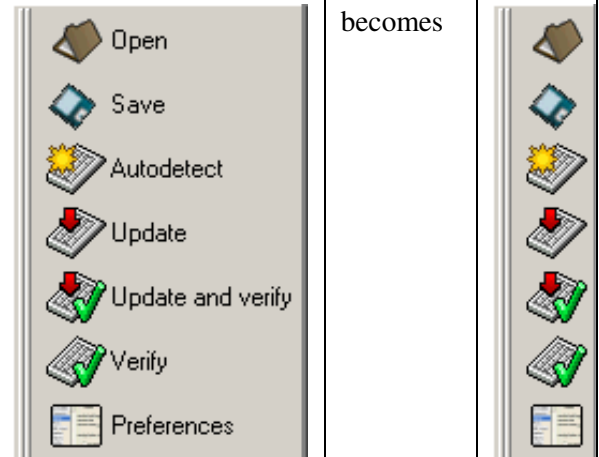 Open
Save
Autodetect
Update
Update and verify
Verify
Preferences
becomes